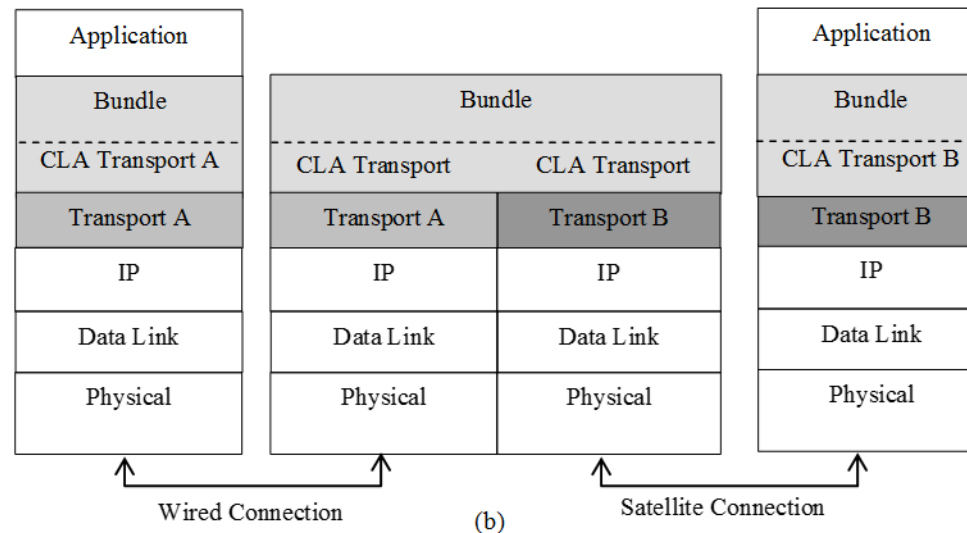 Application
Application
Bundle
Bundle
Bundle
CLA Transport A
CLA Transport
CLA Transport
CLA Transport B
Transport A
Transport A
Transport B
Transport B
IP
IP
IP
IP
Data Link
Data Link
Data Link
Data Link
Physical
Physical
Physical
Physical
Wired Connection
Satellite Connection
(b)